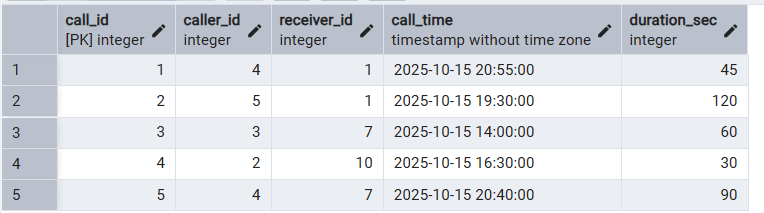 call_id caller_id receiver_id call_time duration_sec
[PK] integer integer integer timestamp without time zone integer
1 1 4 1 2025-10-15 20:55:00 45
2 2 5 1 2025-10-15 19:30:00 120
3 3 3 7 2025-10-15 14:00:00 60
4 4 2 10 2025-10-15 16:30:00 30
5 5 4 7 2025-10-15 20:40:00 90